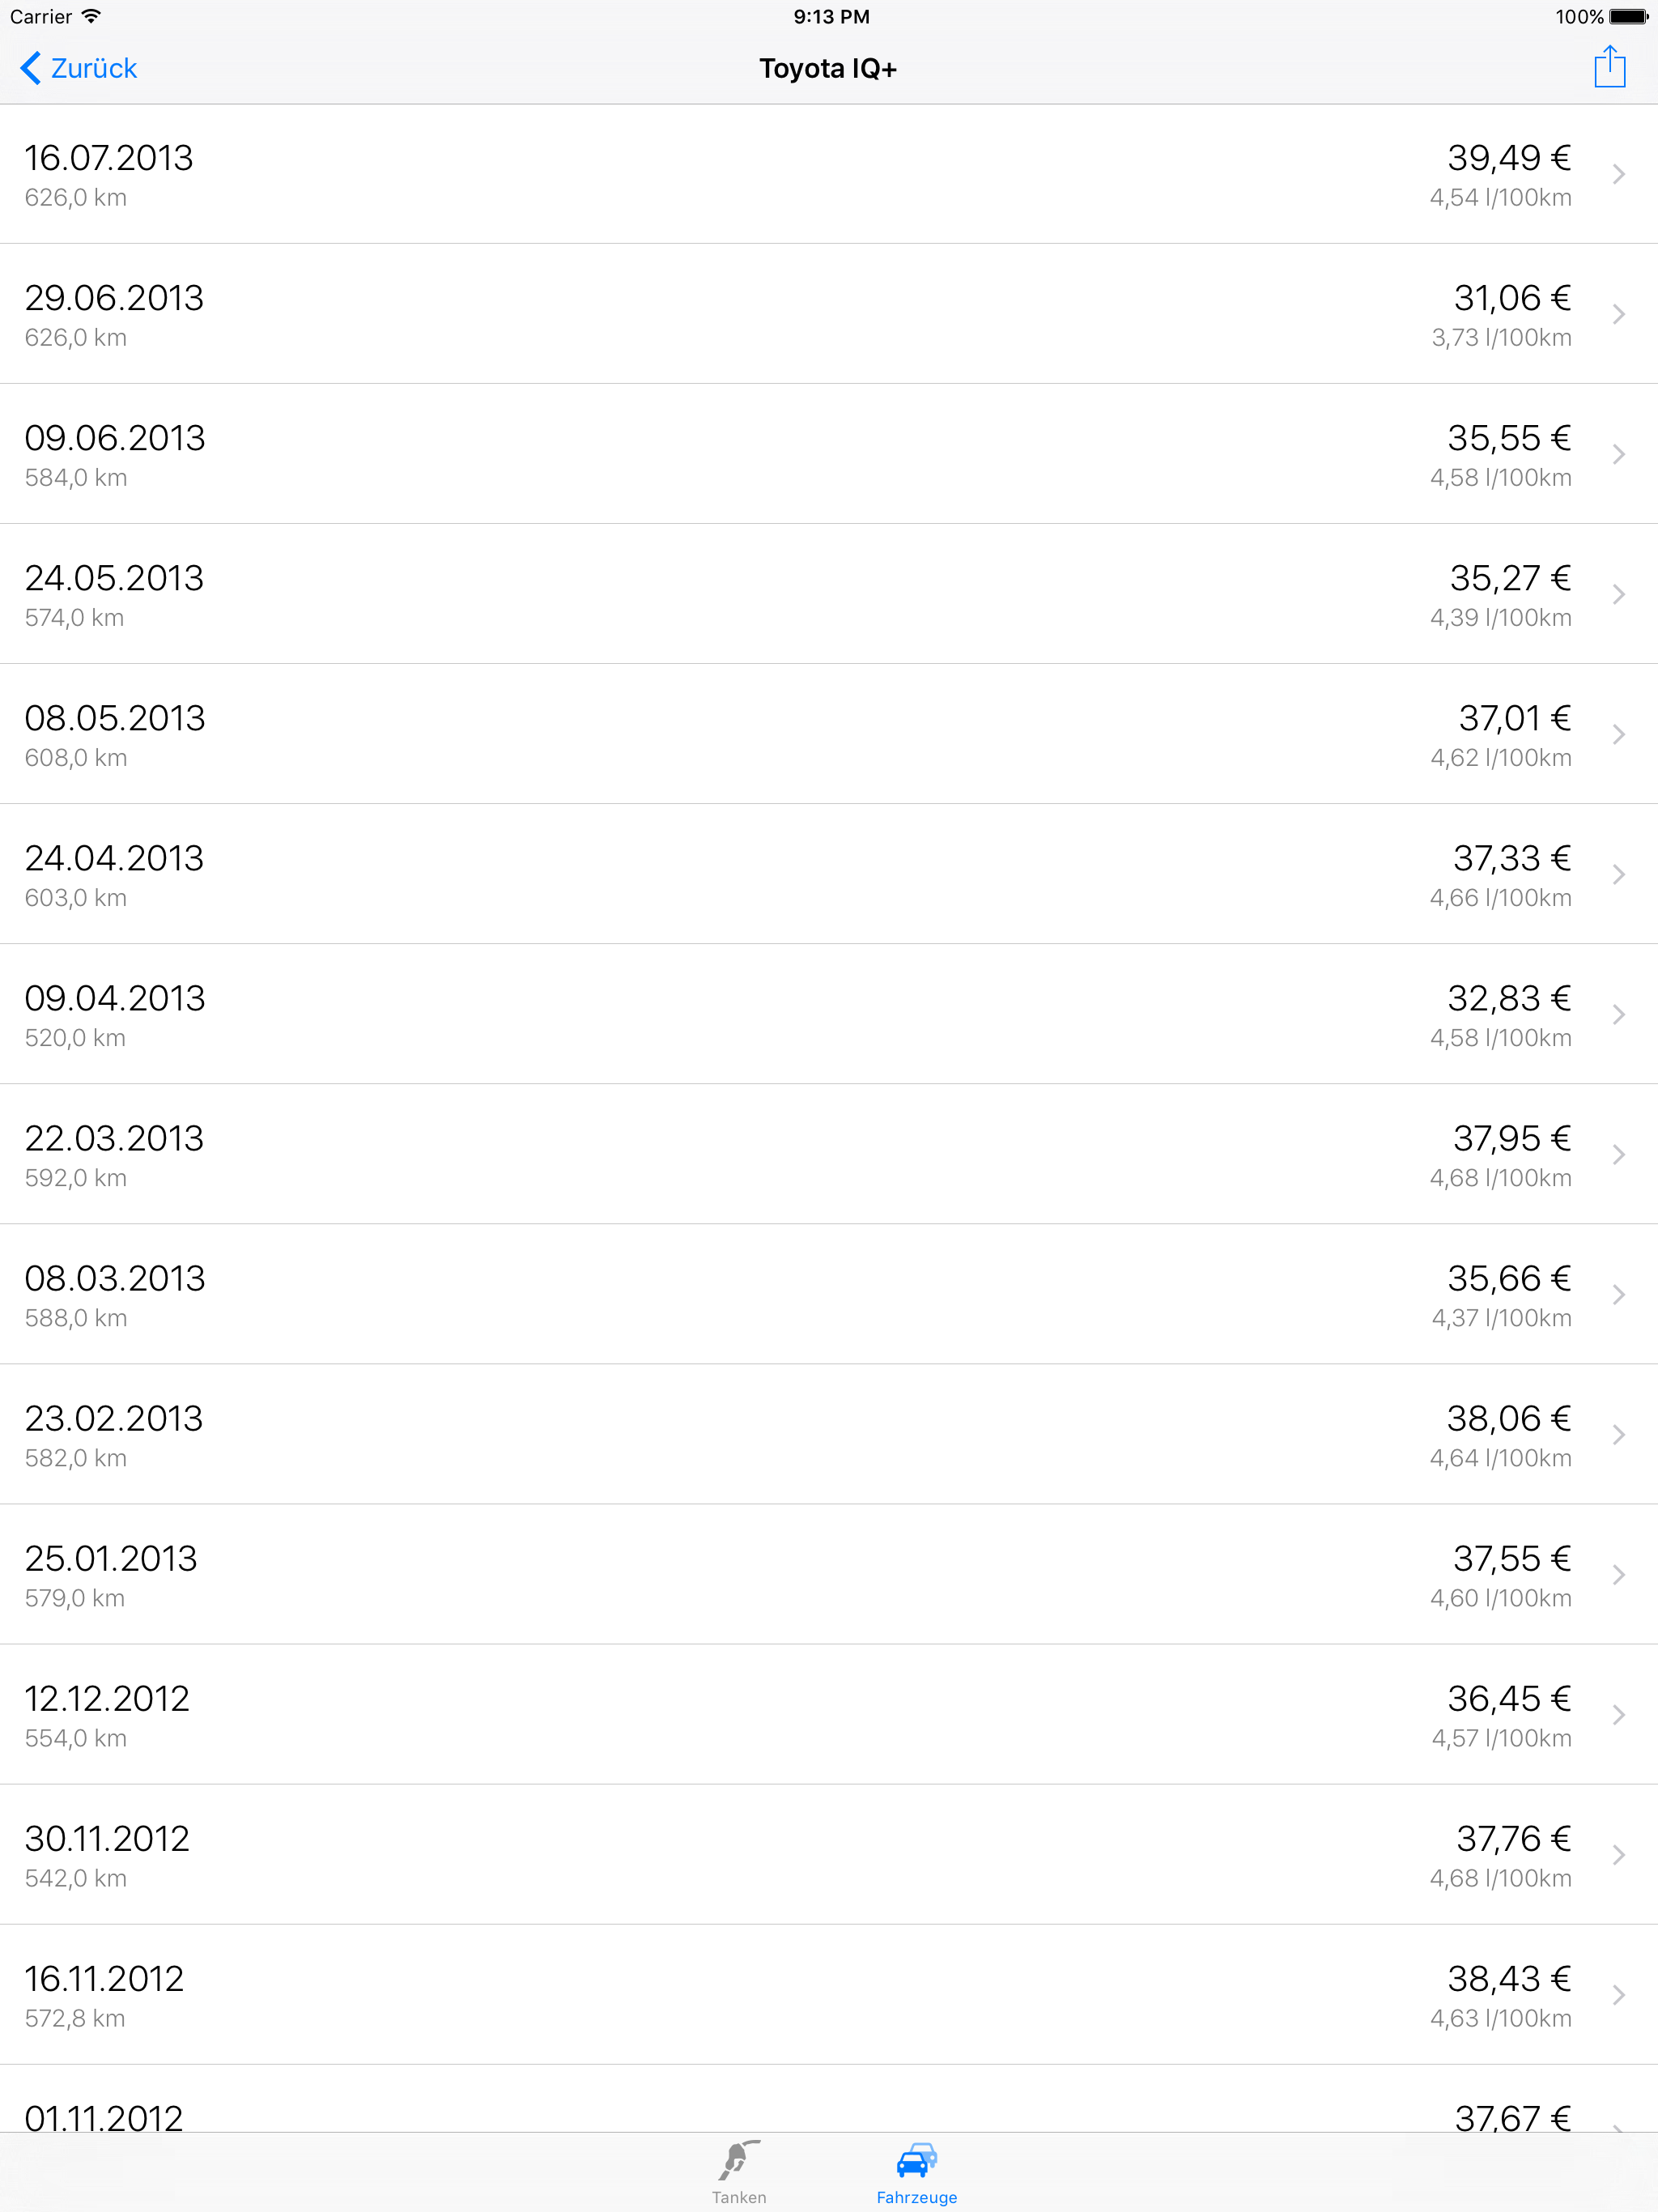 Carrier 9:13 PM 100%
Zurück Toyota IQ+
16.07.2013 39,49 €
626,0 km 4,54 l/100km
29.06.2013 31,06 €
626,0 km 3,73 l/100km
09.06.2013 35,55 €
584,0 km 4,58 l/100km
24.05.2013 35,27 €
574,0 km 4,39 l/100km
08.05.2013 37,01 €
608,0 km 4,62 l/100km
24.04.2013 37,33 €
603,0 km 4,66 l/100km
09.04.2013 32,83 €
520,0 km 4,58 l/100km
22.03.2013 37,95 €
592,0 km 4,68 l/100km
08.03.2013 35,66 €
588,0 km 4,37 l/100km
23.02.2013 38,06 €
582,0 km 4,64 l/100km
25.01.2013 37,55 €
579,0 km 4,60 l/100km
12.12.2012 36,45 €
554,0 km 4,57 l/100km
30.11.2012 37,76 €
542,0 km 4,68 l/100km
16.11.2012 38,43 €
572,8 km 4,63 l/100km
01.11.2012 37,67 €
Tanken Fahrzeuge